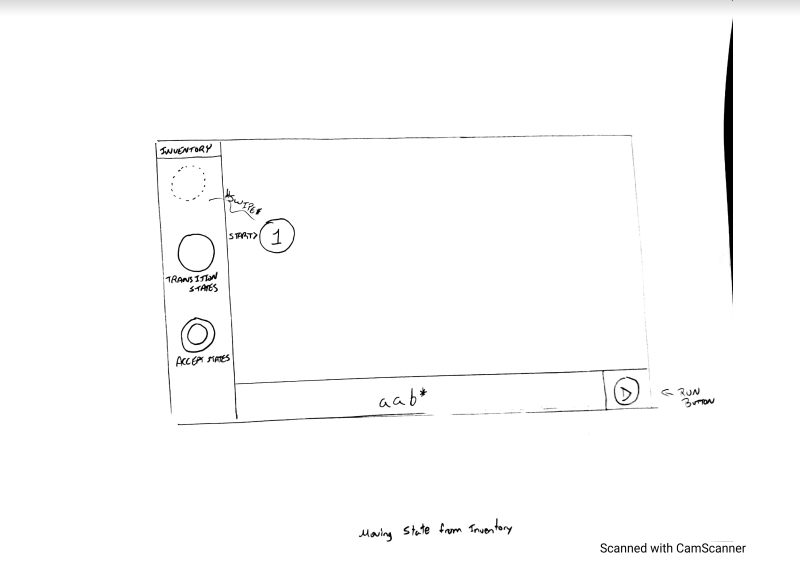 INVENTORY
*SWIPE*
START>
1
TRANSITION
STATES
ACCEPT STATES
aab*
← RUN
BUTTON
Moving State from Inventory
Scanned with CamScanner